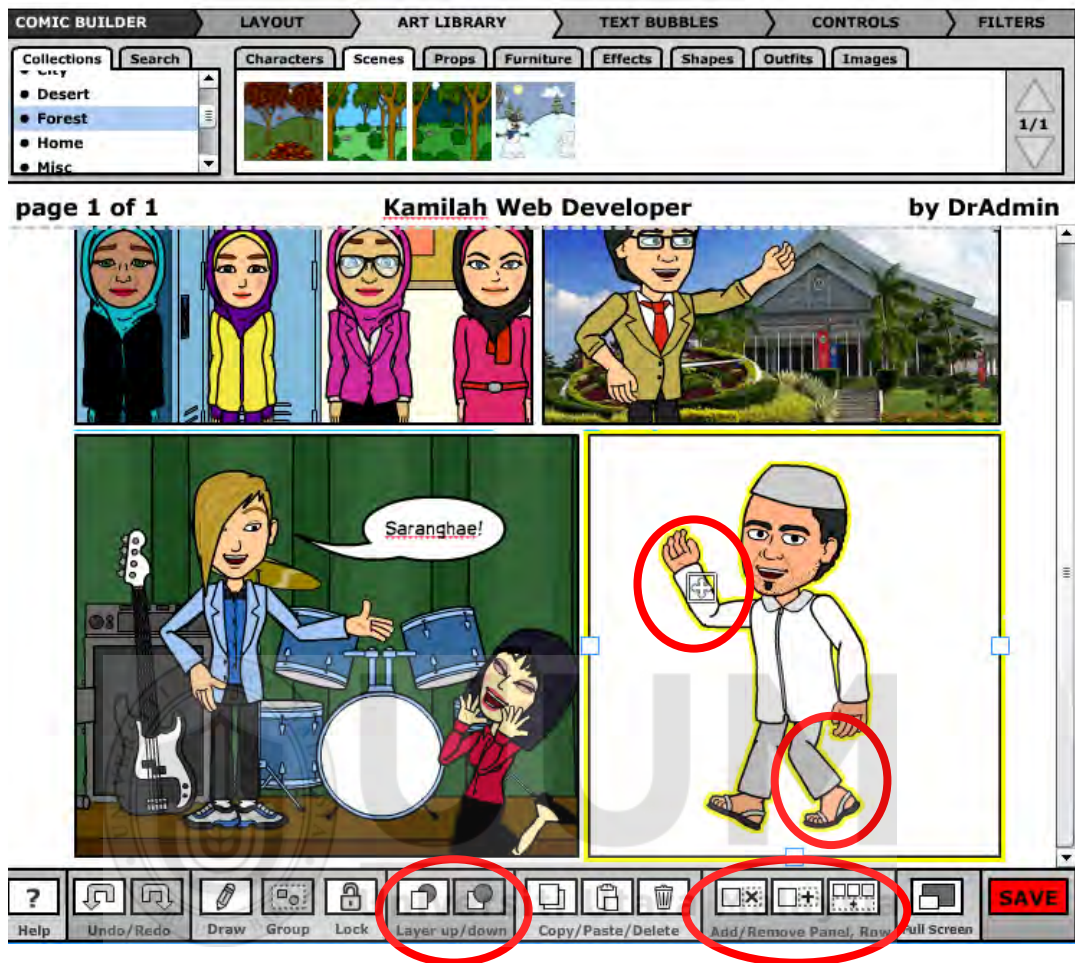 COMIC BUILDER LAYOUT ART LIBRARY TEXT BUBBLES CONTROLS FILTERS
Collections Search Characters Scenes Props Furniture Effects Shapes Outfits Images
City
Desert
Forest
Home
Misc
1/1
page 1 of 1 Kamilah Web Developer by DrAdmin
Saranghae!
UUM
?
SAVE
Help Undo/Redo Draw Group Lock Layer up/down Copy/Paste/Delete Add/Remove Panel, Row Full Screen